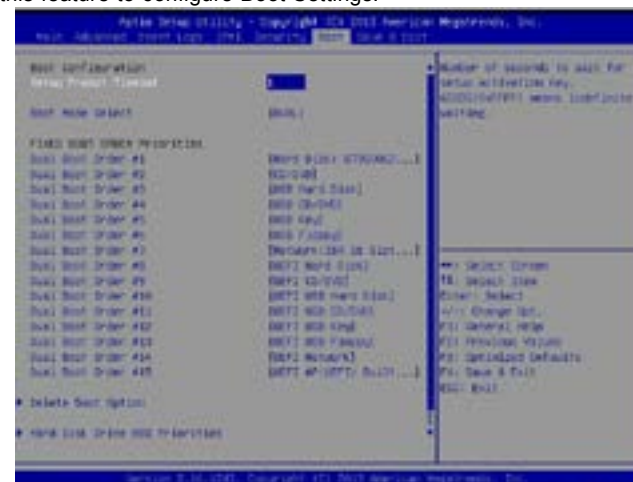 this feature to configure Boot Settings.
Aptio Setup Utility - Copyright (C) 2013 American Megatrends, Inc.
Main Advanced Event Logs IPMI Security Boot Save & Exit
Boot Configuration
Setup Prompt Timeout
Number of seconds to wait for
setup activation key.
means indefinite
waiting.
Boot Mode Select [DUAL]
FIXED BOOT ORDER Priorities
Dual Boot Order #1 [Hard Disk:
Dual Boot Order #2 [CD/DVD]
Dual Boot Order #3 [USB Hard Disk]
Dual Boot Order #4 [USB CD/DVD]
Dual Boot Order #5 [USB Key]
Dual Boot Order #6 [USB Floppy]
Dual Boot Order #7 [Network:
Dual Boot Order #8 [UEFI Hard Disk]
Dual Boot Order #9 [UEFI CD/DVD]
Dual Boot Order #10 [UEFI USB Hard Disk]
Dual Boot Order #11 [UEFI USB CD/DVD]
Dual Boot Order #12 [UEFI USB Key]
Dual Boot Order #13 [UEFI USB Floppy]
Dual Boot Order #14 [UEFI Network]
Dual Boot Order #15
Delete Boot Option
Hard Disk Drive BBS Priorities
Select Screen
Select Item
Enter: Select
+/-: Change Opt.
F1: General Help
F2: Previous Values
F3: Optimized Defaults
F4: Save & Exit
ESC: Exit
Copyright (C) 2013 American Megatrends, Inc.